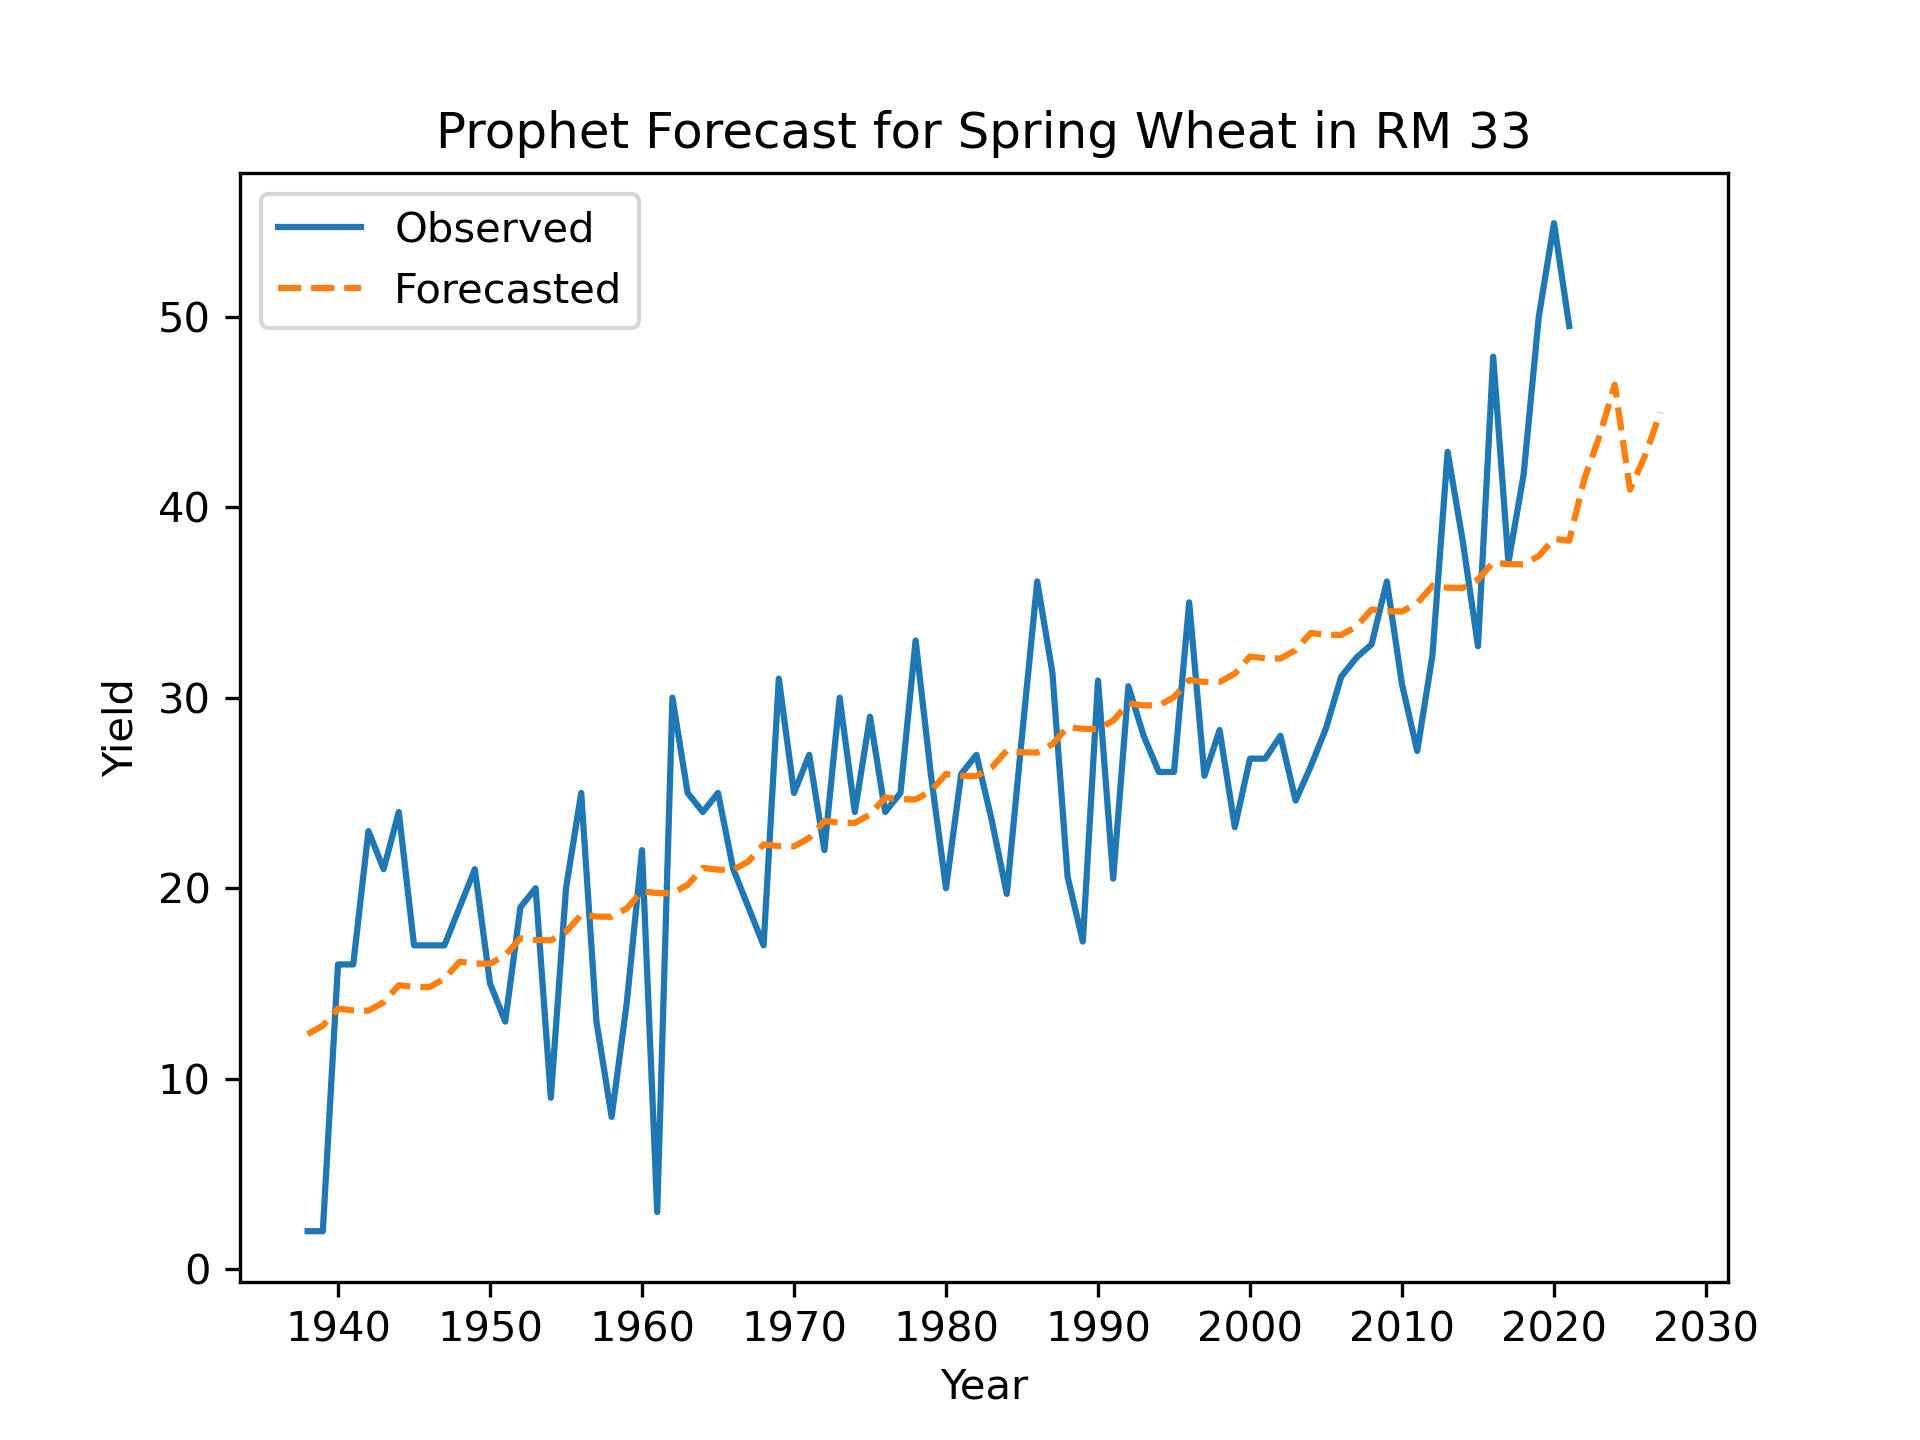 Prophet Forecast for Spring Wheat in RM 33
Observed
Forecasted
50
40
30
20
10
0
Yield
1940 1950 1960 1970 1980 1990 2000 2010 2020 2030
Year